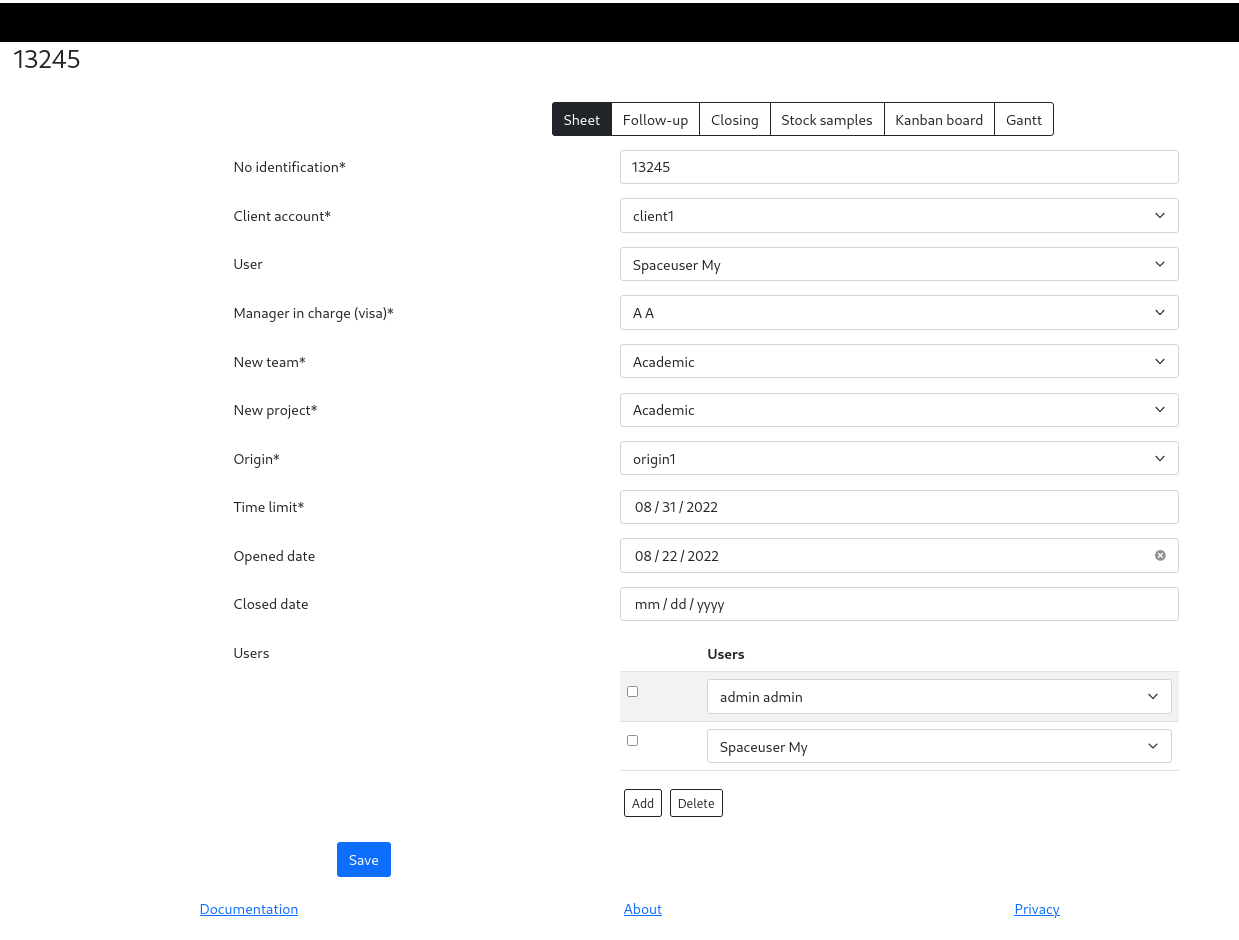 13245
Sheet Follow-up Closing Stock samples Kanban board Gantt
No identification* 13245
Client account* client1
User Spaceuser My
Manager in charge (visa)* A A
New team* Academic
New project* Academic
Origin* origin1
Time limit* 08 / 31 / 2022
Opened date 08 / 22 / 2022
Closed date mm / dd / yyyy
Users Users
admin admin
Spaceuser My
Add Delete
Save
Documentation About Privacy